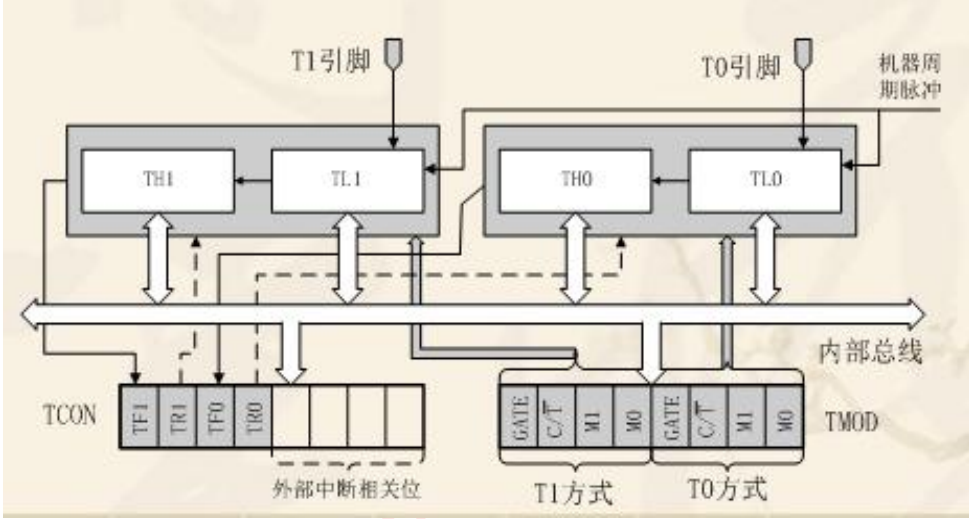 T1引脚
T0引脚
机器周
期脉冲
TH1
TL1
TH0
TL0
内部总线
TCON
TF1
TR1
TF0
TR0
GATE
C/T̅
M1
M0
GATE
C/T̅
M1
M0
TMOD
外部中断相关位
T1方式
T0方式